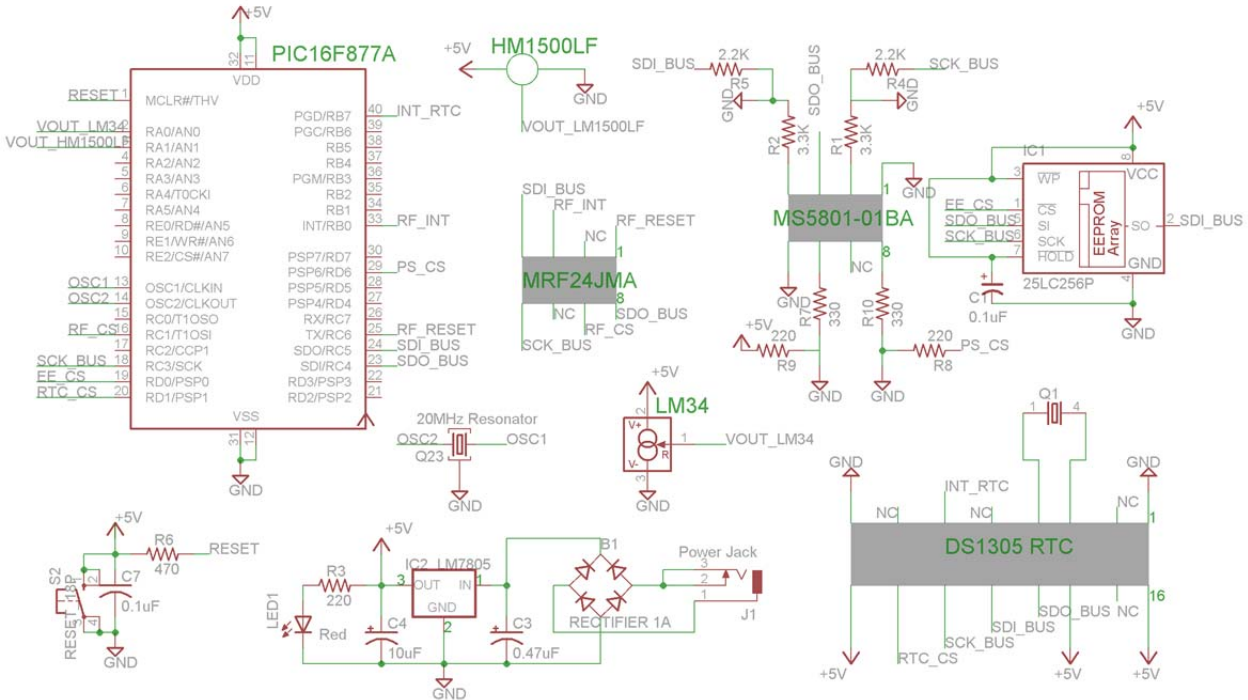 +5V
PIC16F877A
32
11
VDD
RESET 1
MCLR#/THV
VOUT_LM34
RA0/AN0
VOUT_HM1500LF
RA1/AN1
4
RA2/AN2
5
RA3/AN3
6
RA4/T0CKI
7
RA5/AN4
8
RE0/RD#/AN5
9
RE1/WR#/AN6
10
RE2/CS#/AN7
OSC1 13
OSC1/CLKIN
OSC2 14
OSC2/CLKOUT
15
RC0/T1OSO
RF_CS 16
RC1/T1OSI
17
RC2/CCP1
SCK_BUS 18
RC3/SCK
EE_CS 19
RD0/PSP0
RTC_CS 20
RD1/PSP1
PGD/RB7
40
INT_RTC
PGC/RB6
39
RB5
38
RB4
37
PGM/RB3
36
RB2
35
RB1
34
INT/RB0
33
RF_INT
PSP7/RD7
30
PSP6/RD6
29
PS_CS
PSP5/RD5
28
PSP4/RD4
27
RX/RC7
26
TX/RC6
25
RF_RESET
SDO/RC5
24
SDI_BUS
SDI/RC4
23
SDO_BUS
RD3/PSP3
22
RD2/PSP2
21
VSS
31
12
GND
HM1500LF
+5V
GND
VOUT_LM1500LF
SDI_BUS
RF_INT
NC
RF_RESET
1
MRF24JMA
8
SDO_BUS
NC
RF_CS
SCK_BUS
20MHz Resonator
OSC2
OSC1
Q23
GND
+5V
LM34
2
V+
R
1
VOUT_LM34
V-
3
GND
SDI_BUS
2.2K
R5
SDO_BUS
2.2K
R4
SCK_BUS
GND
GND
R2
3.3K
R1
3.3K
GND
1
MS5801-01BA
8
NC
GND
R7
330
R10
330
+5V
220
R9
220
R8
PS_CS
GND
GND
+5V
IC1
8
VCC
3
WP
EE_CS
1
CS
SDO_BUS
5
SI
SCK_BUS
6
SCK
7
HOLD
EEPROM
Array
SO
2
SDI_BUS
GND
4
25LC256P
+
C1
0.1uF
GND
Q1
1
4
GND
NC
INT_RTC
NC
NC
GND
1
DS1305 RTC
16
SDO_BUS
NC
SDI_BUS
SCK_BUS
RTC_CS
+5V
+5V
+5V
+5V
R6
470
RESET
S2
2
C7
0.1uF
4
GND
+5V
R3
220
LED1
Red
IC2 LM7805
3
OUT
IN
1
GND
2
+
C4
10uF
+
C3
0.47uF
GND
B1
RECTIFIER 1A
Power Jack
3
2
1
J1